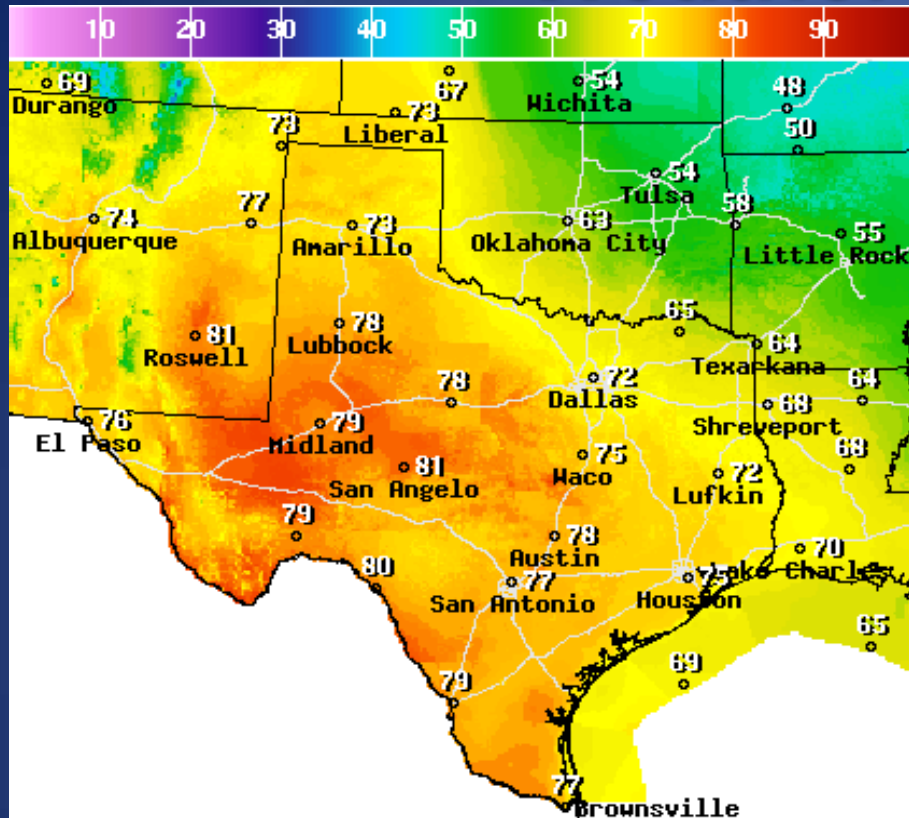 10 20 30 40 50 60 70 80 90
69 67 54 48
Durango Wichita
73 Liberal
73 50
54
Tulsa
77 58
74 73 63 55
Albuquerque Amarillo Oklahoma City Little Rock
81 78 65 64
Roswell Lubbock Texarkana
78 72 68 64
Dallas Shreveport
76 79
El Paso Midland
81 75 72 68
San Angelo Waco Lufkin
79 78 70
Austin Lake Charles
80 77 75
San Antonio Houston
65
69
79
77
Brownsville